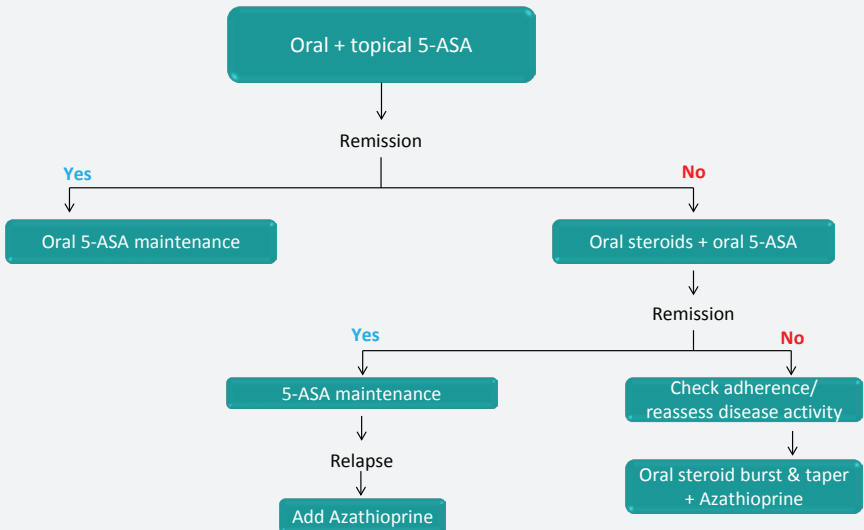 Oral + topical 5-ASA
Remission
Yes
No
Oral 5-ASA maintenance
Oral steroids + oral 5-ASA
Remission
Yes
No
5-ASA maintenance
Check adherence/
reassess disease activity
Relapse
Oral steroid burst & taper
+ Azathioprine
Add Azathioprine